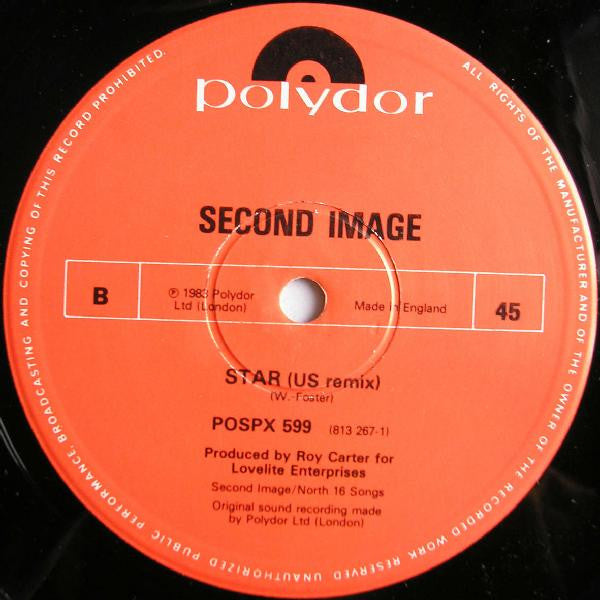 polydor
SECOND IMAGE
B
℗ 1983 Polydor
Ltd (London)
Made in England
45
STAR (US remix)
(W.-Foster)
POSPX 599 (813 267-1)
Produced by Roy Carter for
Lovelite Enterprises
Second Image/North 16 Songs
Original sound recording made
by Polydor Ltd (London)
ALL RIGHTS OF THE MANUFACTURER AND OF THE OWNER OF THE RECORDED WORK RESERVED UNAUTHORIZED PUBLIC PERFORMANCE, BROADCASTING AND COPYING OF THIS RECORD PROHIBITED.